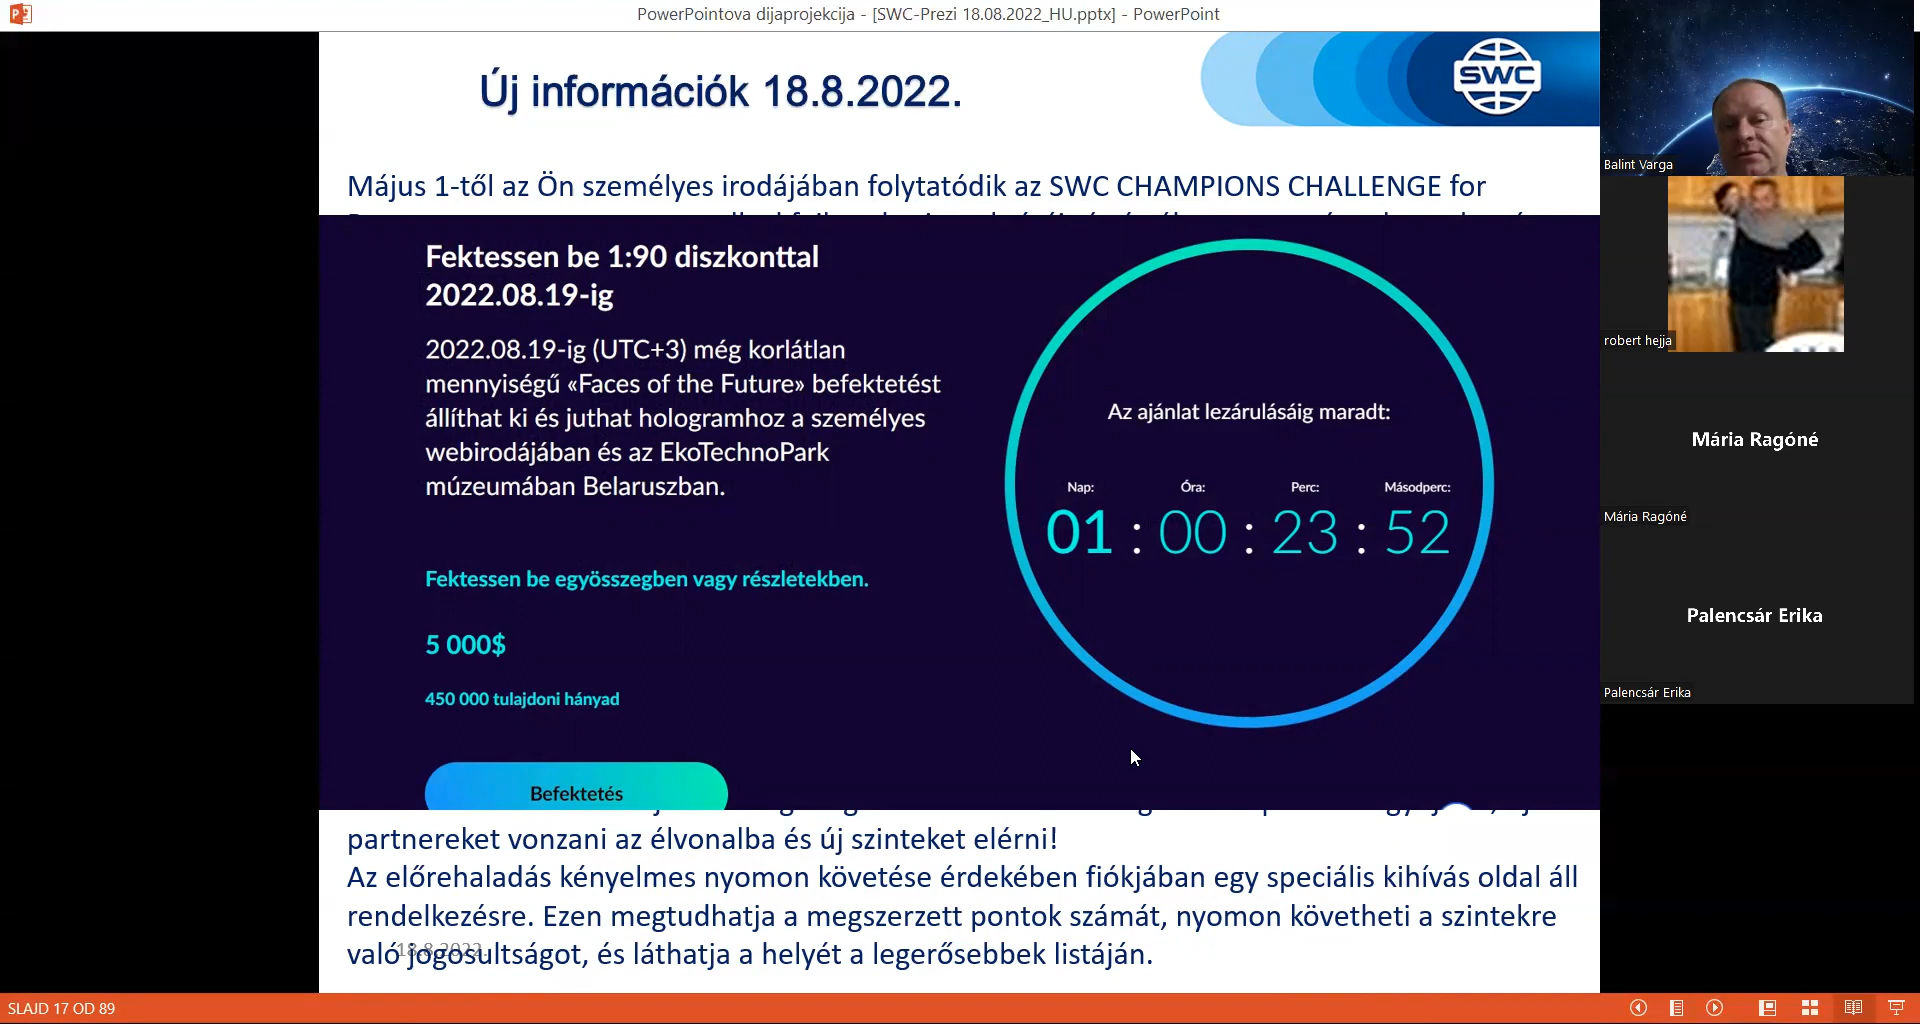 PowerPointova dijaprojekcija - [SWC-Prezi 18.08.2022_HU.pptx] - PowerPoint
Új információk 18.8.2022.
SWC
Május 1-től az Ön személyes irodájában folytatódik az SWC CHAMPIONS CHALLENGE for
Fektessen be 1:90 diszkonttal
2022.08.19-ig
2022.08.19-ig (UTC+3) még korlátlan
mennyiségű «Faces of the Future» befektetést
állíthat ki és juthat hologramhoz a személyes
webirodájában és az EkoTechnoPark
múzeumában Belaruszban.
Fektessen be egyösszegben vagy részletekben.
5 000$
450 000 tulajdoni hányad
Befektetés
Az ajánlat lezárulásáig maradt:
Nap: Óra: Perc: Másodperc:
01 : 00 : 23 : 52
partnereket vonzani az élvonalba és új szinteket elérni!
Az előrehaladás kényelmes nyomon követése érdekében fiókjában egy speciális kihívás oldal áll
rendelkezésre. Ezen megtudhatja a megszerzett pontok számát, nyomon követheti a szintekre
való jogosultságot, és láthatja a helyét a legerősebbek listáján.
18.8.2022.
Balint Varga
robert hejja
Mária Ragóné
Mária Ragóné
Palencsár Erika
Palencsár Erika
SLAJD 17 OD 89